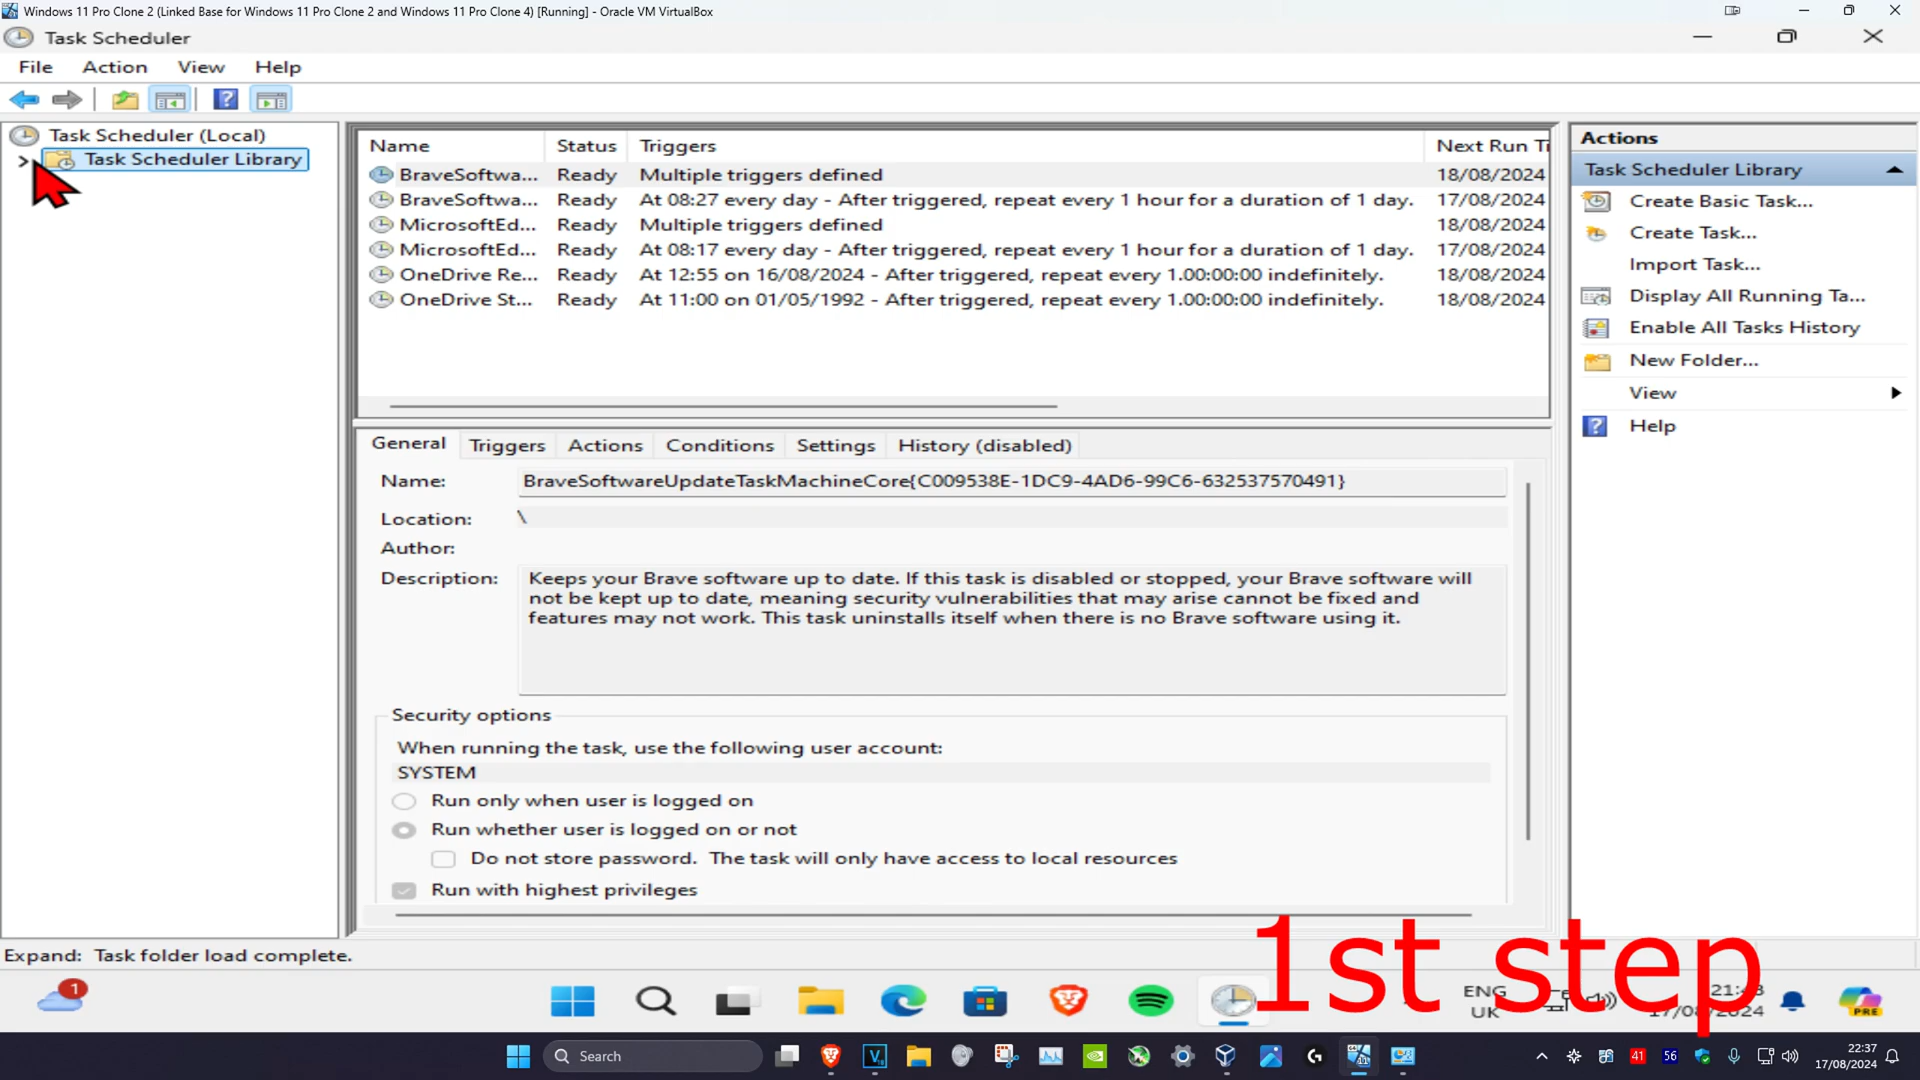 Windows 11 Pro Clone 2 (Linked Base for Windows 11 Pro Clone 2 and Windows 11 Pro Clone 4) [Running] - Oracle VM VirtualBox
Task Scheduler
File Action View Help
Task Scheduler (Local)
Task Scheduler Library
Name Status Triggers Next Run Ti
BraveSoftwa... Ready Multiple triggers defined 18/08/2024
BraveSoftwa... Ready At 08:27 every day - After triggered, repeat every 1 hour for a duration of 1 day. 17/08/2024
MicrosoftEd... Ready Multiple triggers defined 18/08/2024
MicrosoftEd... Ready At 08:17 every day - After triggered, repeat every 1 hour for a duration of 1 day. 17/08/2024
OneDrive Re... Ready At 12:55 on 16/08/2024 - After triggered, repeat every 1.00:00:00 indefinitely. 18/08/2024
OneDrive St... Ready At 11:00 on 01/05/1992 - After triggered, repeat every 1.00:00:00 indefinitely. 18/08/2024
General Triggers Actions Conditions Settings History (disabled)
Name: BraveSoftwareUpdateTaskMachineCore{C009538E-1DC9-4AD6-99C6-632537570491}
Location: \
Author:
Description: Keeps your Brave software up to date. If this task is disabled or stopped, your Brave software will
not be kept up to date, meaning security vulnerabilities that may arise cannot be fixed and
features may not work. This task uninstalls itself when there is no Brave software using it.
Security options
When running the task, use the following user account:
SYSTEM
Run only when user is logged on
Run whether user is logged on or not
Do not store password. The task will only have access to local resources
Run with highest privileges
Actions
Task Scheduler Library
Create Basic Task...
Create Task...
Import Task...
Display All Running Ta...
Enable All Tasks History
New Folder...
View
Help
Expand: Task folder load complete.
1st step
1
ENG
UK
PRE
Search
41
56
22:37
17/08/2024